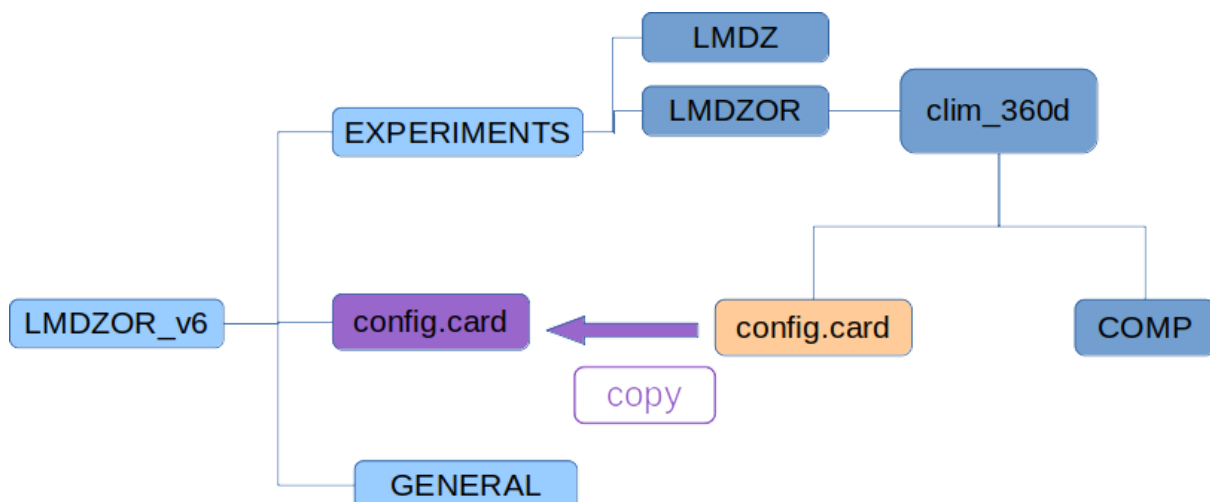 LMDZ
EXPERIMENTS
LMDZOR
clim_360d
LMDZOR_v6
config.card
config.card
COMP
copy
GENERAL